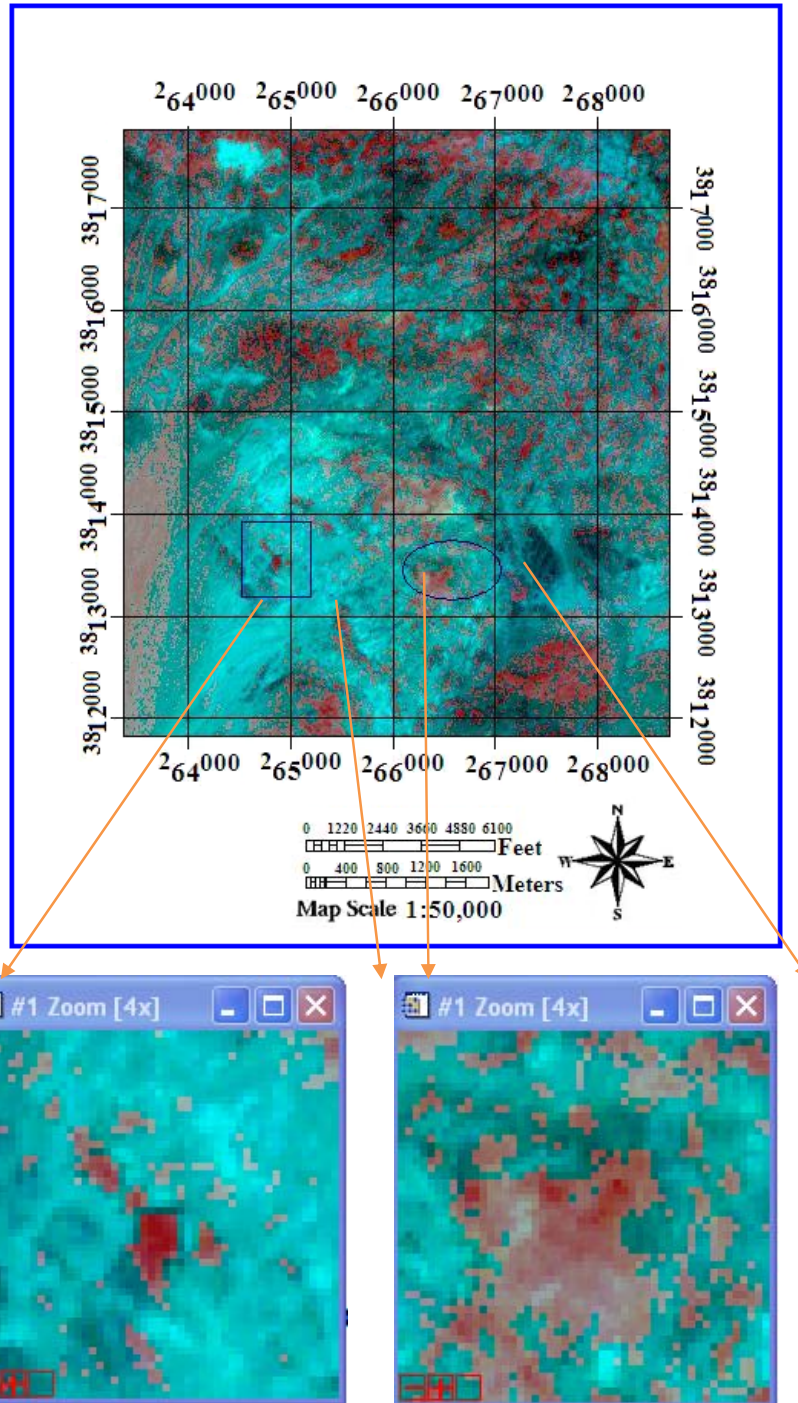 264000 265000 266000 267000 268000
3817000 3817000
3816000 3816000
3815000 3815000
3814000 3814000
3813000 3813000
3812000 3812000
264000 265000 266000 267000 268000
0 1220 2440 3660 4880 6100
Feet
0 400 800 1200 1600
Meters
Map Scale 1:50,000
N
W E
S
#1 Zoom [4x]
#1 Zoom [4x]